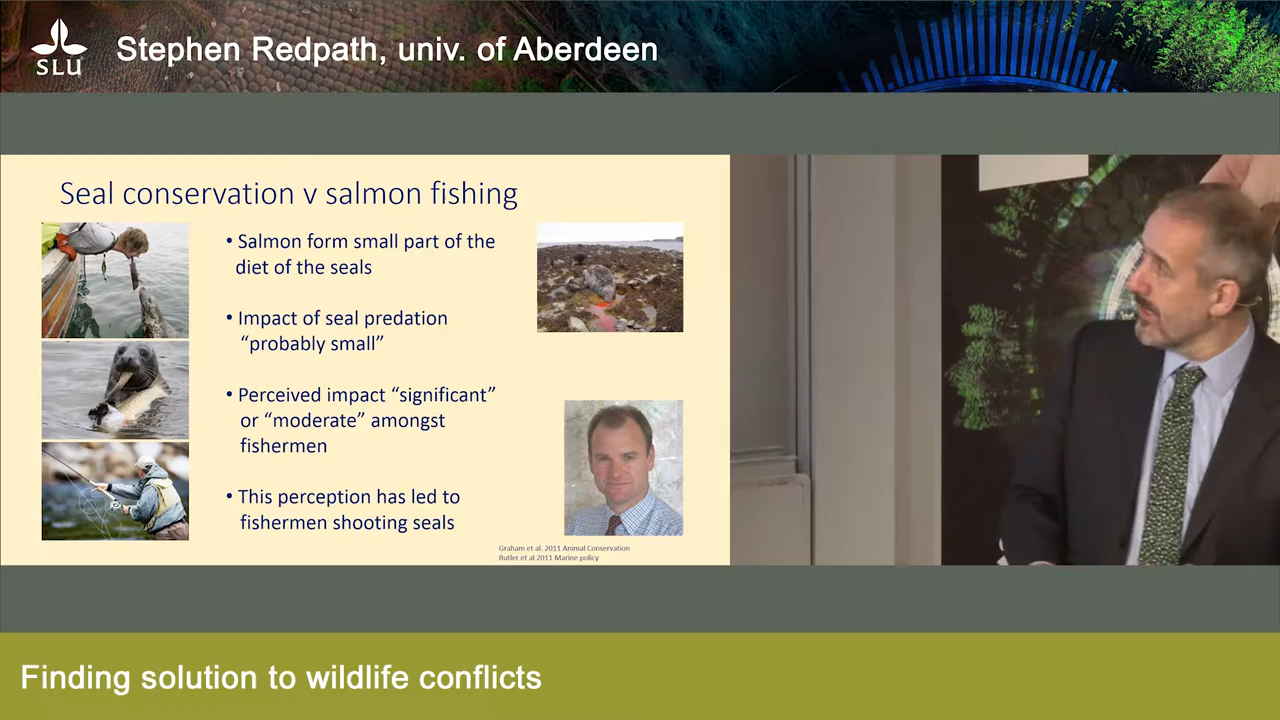 SLU
Stephen Redpath, univ. of Aberdeen
Seal conservation v salmon fishing
• Salmon form small part of the
diet of the seals
• Impact of seal predation
“probably small”
• Perceived impact “significant”
or “moderate” amongst
fishermen
• This perception has led to
fishermen shooting seals
Graham et al. 2011 Animal Conservation
Butler et al 2011 Marine policy
Finding solution to wildlife conflicts